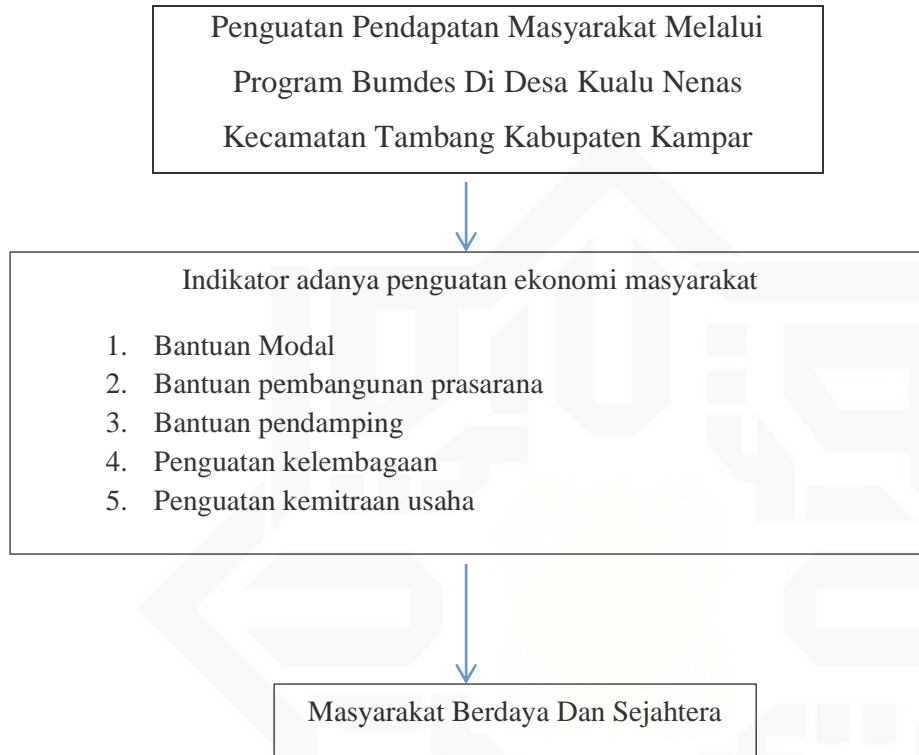 Penguatan Pendapatan Masyarakat Melalui
Program Bumdes Di Desa Kualu Nenas
Kecamatan Tambang Kabupaten Kampar
Indikator adanya penguatan ekonomi masyarakat
1. Bantuan Modal
2. Bantuan pembangunan prasarana
3. Bantuan pendamping
4. Penguatan kelembagaan
5. Penguatan kemitraan usaha
Masyarakat Berdaya Dan Sejahtera